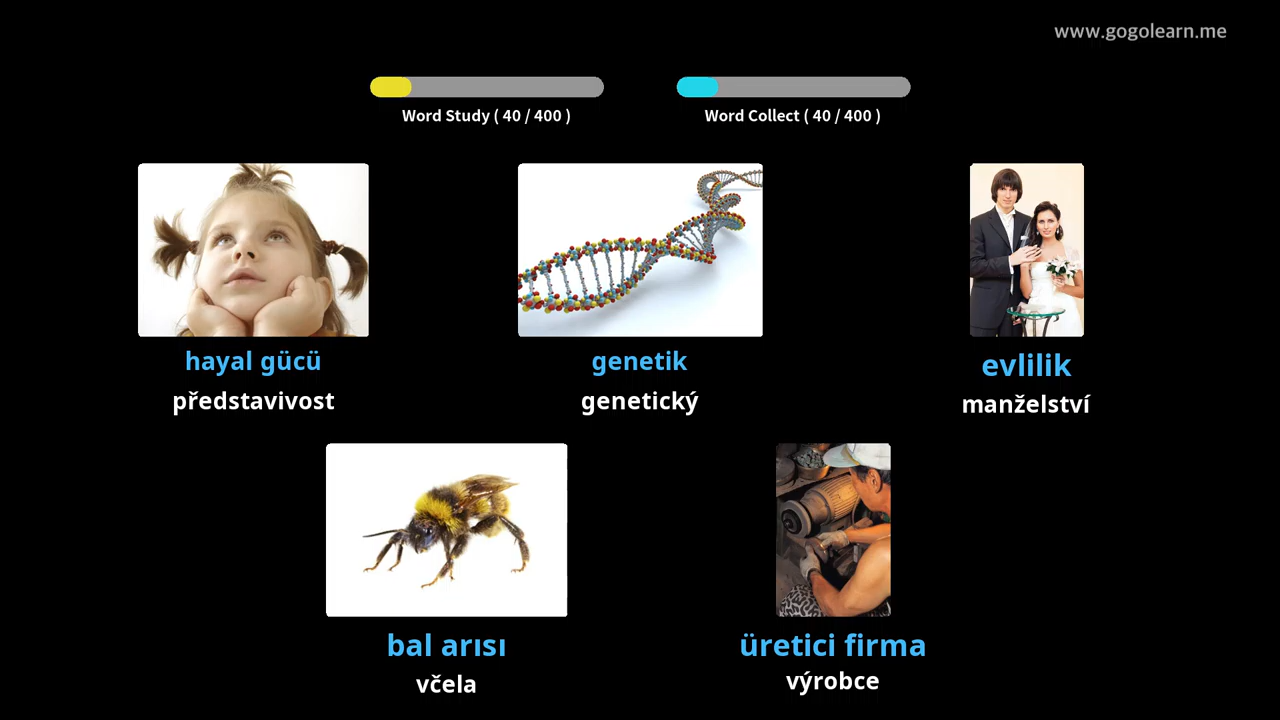 www.gogolearn.me
Word Study ( 40 / 400 )
Word Collect ( 40 / 400 )
hayal gücü
představivost
genetik
genetický
evlilik
manželství
bal arısı
včela
üretici firma
výrobce